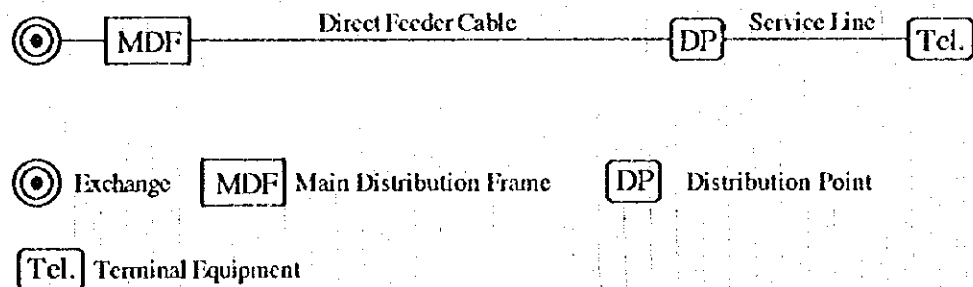 Direct Feeder Cable Service Line
MDF DP Tel.
Exchange MDF Main Distribution Frame DP Distribution Point
Tel. Terminal Equipment